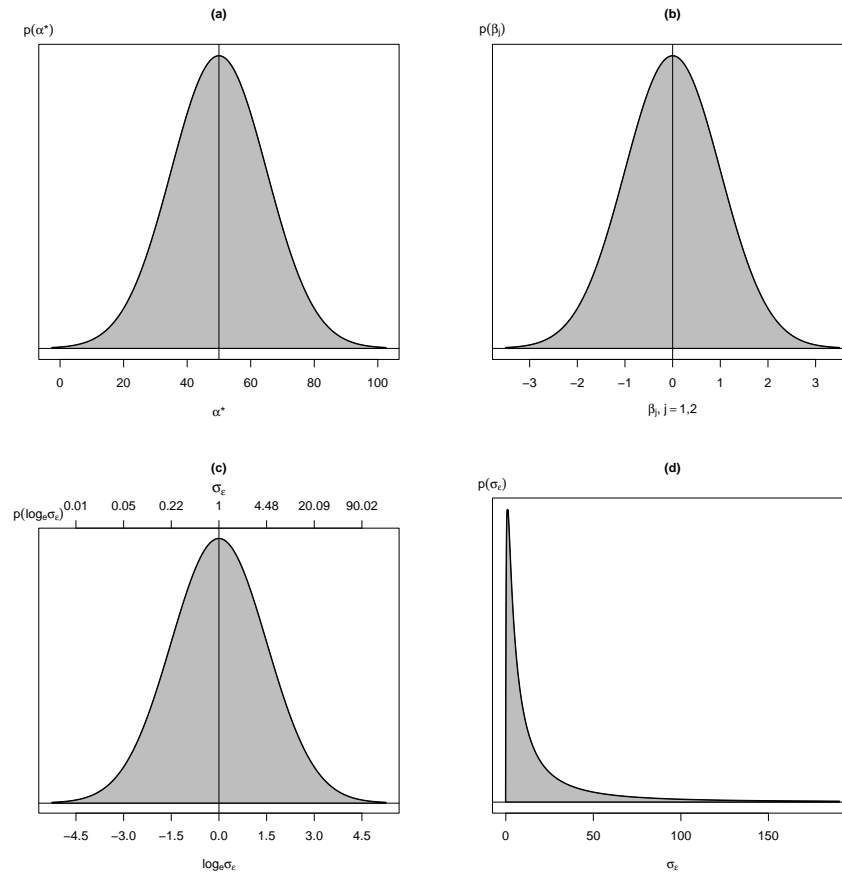 (a)
p(α*)
0 20 40 60 80 100
α*
(b)
p(βj)
−3 −2 −1 0 1 2 3
βj, j = 1,2
(c)
σε
p(logeσε)
0.01 0.05 0.22 1 4.48 20.09 90.02
−4.5 −3.0 −1.5 0.0 1.5 3.0 4.5
logeσε
(d)
p(σε)
0 50 100 150
σε